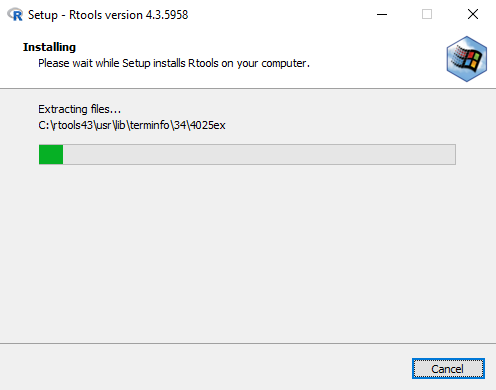 Setup - Rtools version 4.3.5958
Installing
Please wait while Setup installs Rtools on your computer.
Extracting files...
C:\rtools43\usr\lib\terminfo\34\4025ex
Cancel